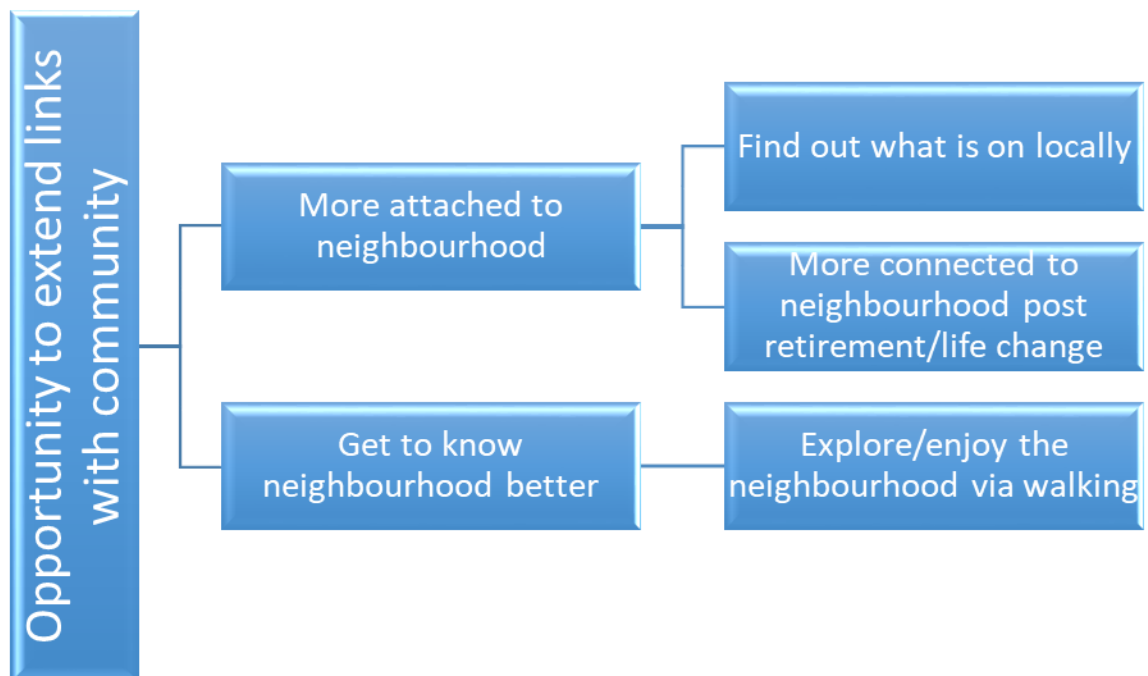 Opportunity to extend links
with community
More attached to
neighbourhood
Find out what is on locally
More connected to
neighbourhood post
retirement/life change
Get to know
neighbourhood better
Explore/enjoy the
neighbourhood via walking